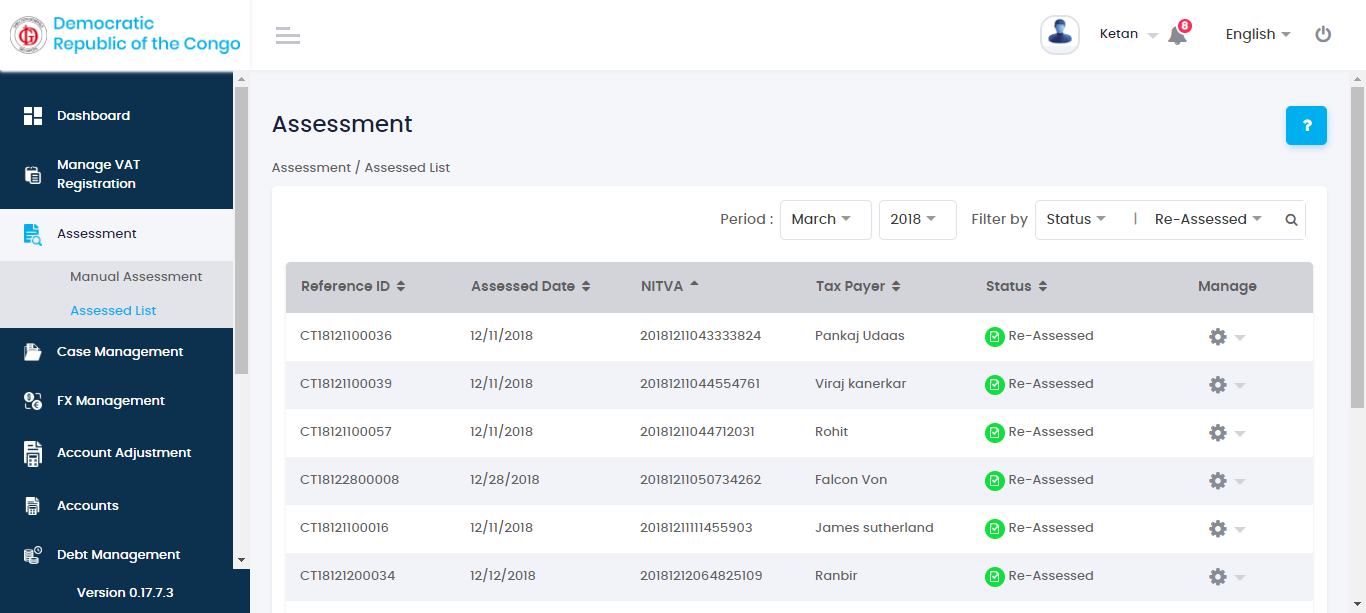 Democratic
Republic of the Congo
Ketan
8
English
Dashboard
Manage VAT
Registration
Assessment
Manual Assessment
Assessed List
Case Management
FX Management
Account Adjustment
Accounts
Debt Management
Version 0.17.7.3
Assessment
?
Assessment / Assessed List
Period : March 2018 Filter by Status | Re-Assessed
Reference ID Assessed Date NITVA Tax Payer Status Manage
CT18121100036 12/11/2018 20181211043333824 Pankaj Udaas Re-Assessed
CT18121100039 12/11/2018 20181211044554761 Viraj kanerkar Re-Assessed
CT18121100057 12/11/2018 20181211044712031 Rohit Re-Assessed
CT18122800008 12/28/2018 20181211050734262 Falcon Von Re-Assessed
CT18121100016 12/11/2018 20181211111455903 James sutherland Re-Assessed
CT18121200034 12/12/2018 20181212064825109 Ranbir Re-Assessed